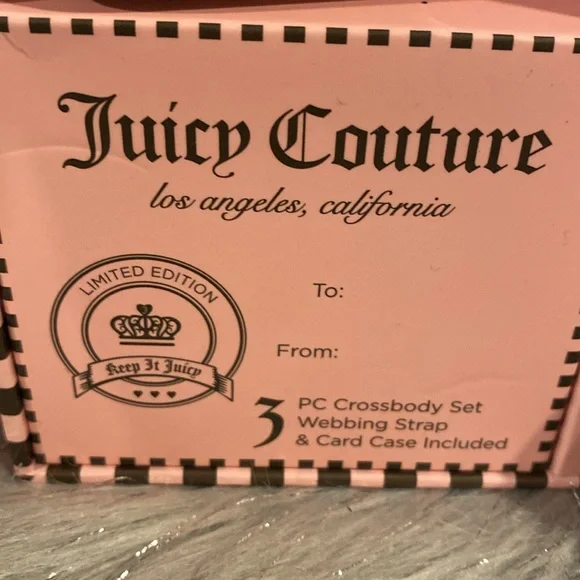 Juicy Couture
los angeles, california
LIMITED EDITION
Keep It Juicy
To:
From:
3 PC Crossbody Set
Webbing Strap
& Card Case Included